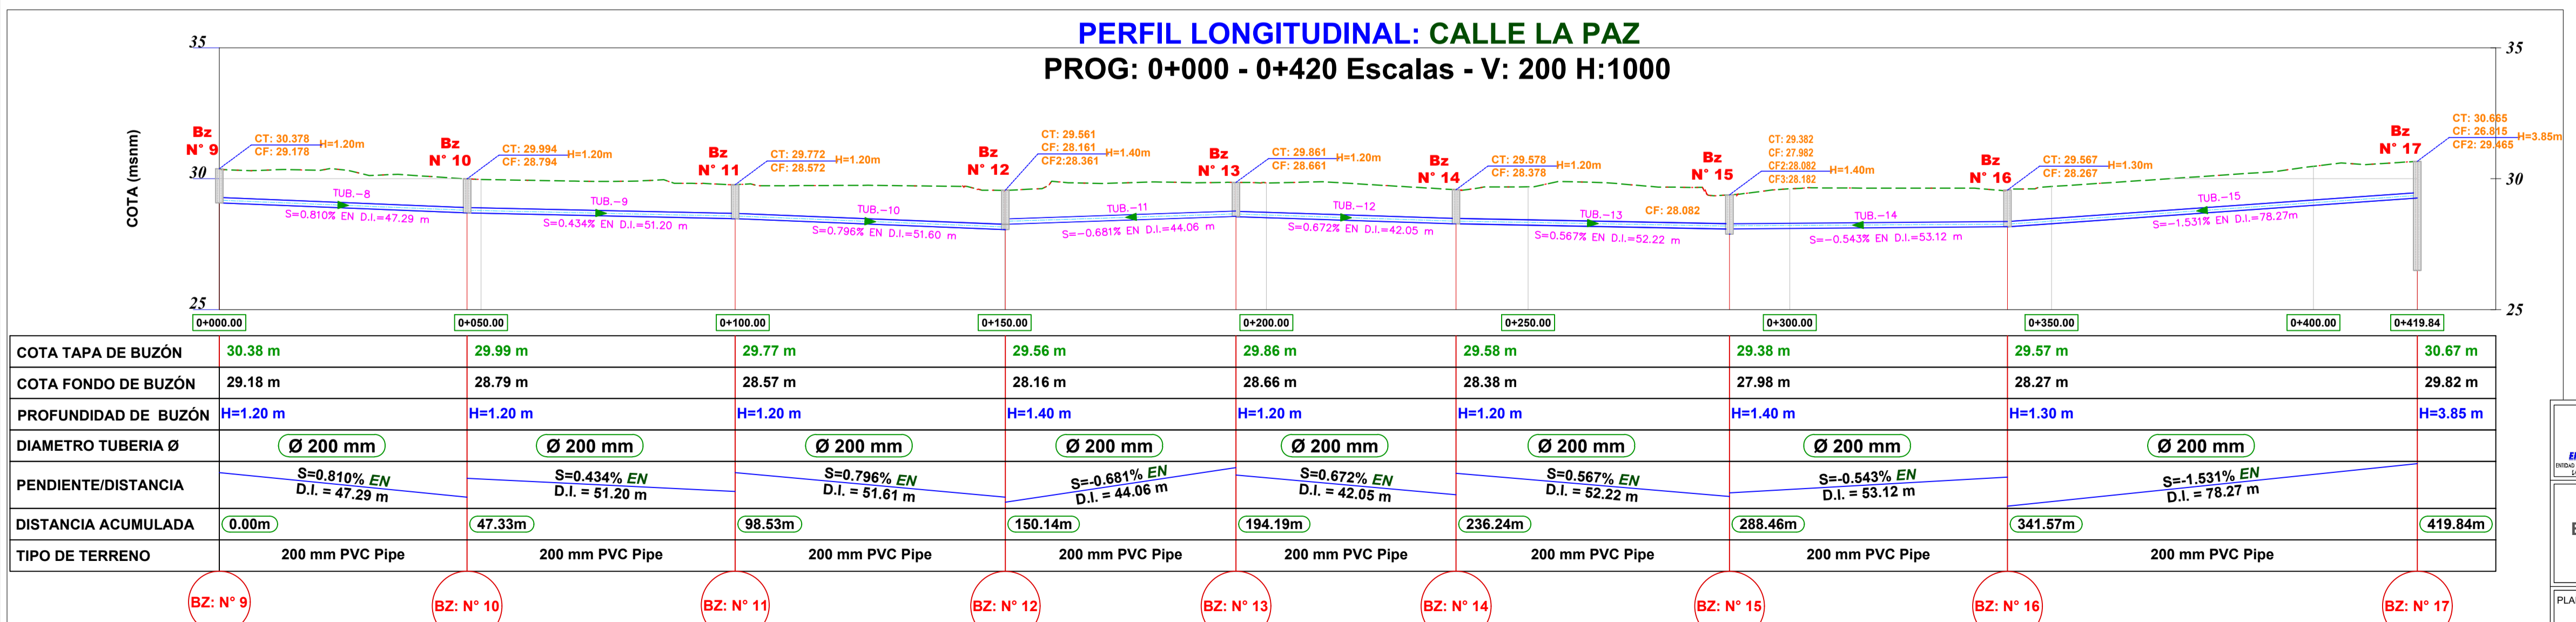 PERFIL LONGITUDINAL: CALLE LA PAZ
PROG: 0+000 - 0+420 Escalas - V: 200 H:1000
35
35
30
30
25
25
COTA (msnm)
Bz
N° 9
CT: 30.378
CF: 29.178
H=1.20m
Bz
N° 10
CT: 29.994
CF: 28.794
H=1.20m
Bz
N° 11
CT: 29.772
CF: 28.572
H=1.20m
Bz
N° 12
CT: 29.561
CF: 28.161
CF2:28.361
H=1.40m
Bz
N° 13
CT: 29.861
CF: 28.661
H=1.20m
Bz
N° 14
CT: 29.578
CF: 28.378
H=1.20m
Bz
N° 15
CT: 29.382
CF: 27.982
CF2:28.082
CF3:28.182
H=1.40m
Bz
N° 16
CT: 29.567
CF: 28.267
H=1.30m
Bz
N° 17
CT: 30.665
CF: 26.815
CF2: 29.465
H=3.85m
TUB.-8
S=0.810% EN D.I.=47.29 m
TUB.-9
S=0.434% EN D.I.=51.20 m
TUB.-10
S=0.796% EN D.I.=51.60 m
TUB.-11
S=-0.681% EN D.I.=44.06 m
TUB.-12
S=0.672% EN D.I.=42.05 m
TUB.-13
S=0.567% EN D.I.=52.22 m
CF: 28.082
TUB.-14
S=-0.543% EN D.I.=53.12 m
TUB.-15
S=-1.531% EN D.I.=78.27m
0+000.00 0+050.00 0+100.00 0+150.00 0+200.00 0+250.00 0+300.00 0+350.00 0+400.00 0+419.84
COTA TAPA DE BUZÓN 30.38 m 29.99 m 29.77 m 29.56 m 29.86 m 29.58 m 29.38 m 29.57 m 30.67 m
COTA FONDO DE BUZÓN 29.18 m 28.79 m 28.57 m 28.16 m 28.66 m 28.38 m 27.98 m 28.27 m 29.82 m
PROFUNDIDAD DE BUZÓN H=1.20 m H=1.20 m H=1.20 m H=1.40 m H=1.20 m H=1.20 m H=1.40 m H=1.30 m H=3.85 m
DIAMETRO TUBERIA Ø Ø 200 mm Ø 200 mm Ø 200 mm Ø 200 mm Ø 200 mm Ø 200 mm Ø 200 mm Ø 200 mm
PENDIENTE/DISTANCIA
S=0.810% EN
D.I. = 47.29 m
S=0.434% EN
D.I. = 51.20 m
S=0.796% EN
D.I. = 51.61 m
S=-0.681% EN
D.I. = 44.06 m
S=0.672% EN
D.I. = 42.05 m
S=0.567% EN
D.I. = 52.22 m
S=-0.543% EN
D.I. = 53.12 m
S=-1.531% EN
D.I. = 78.27 m
DISTANCIA ACUMULADA 0.00m 47.33m 98.53m 150.14m 194.19m 236.24m 288.46m 341.57m 419.84m
TIPO DE TERRENO 200 mm PVC Pipe 200 mm PVC Pipe 200 mm PVC Pipe 200 mm PVC Pipe 200 mm PVC Pipe 200 mm PVC Pipe 200 mm PVC Pipe 200 mm PVC Pipe
BZ: N° 9 BZ: N° 10 BZ: N° 11 BZ: N° 12 BZ: N° 13 BZ: N° 14 BZ: N° 15 BZ: N° 16 BZ: N° 17